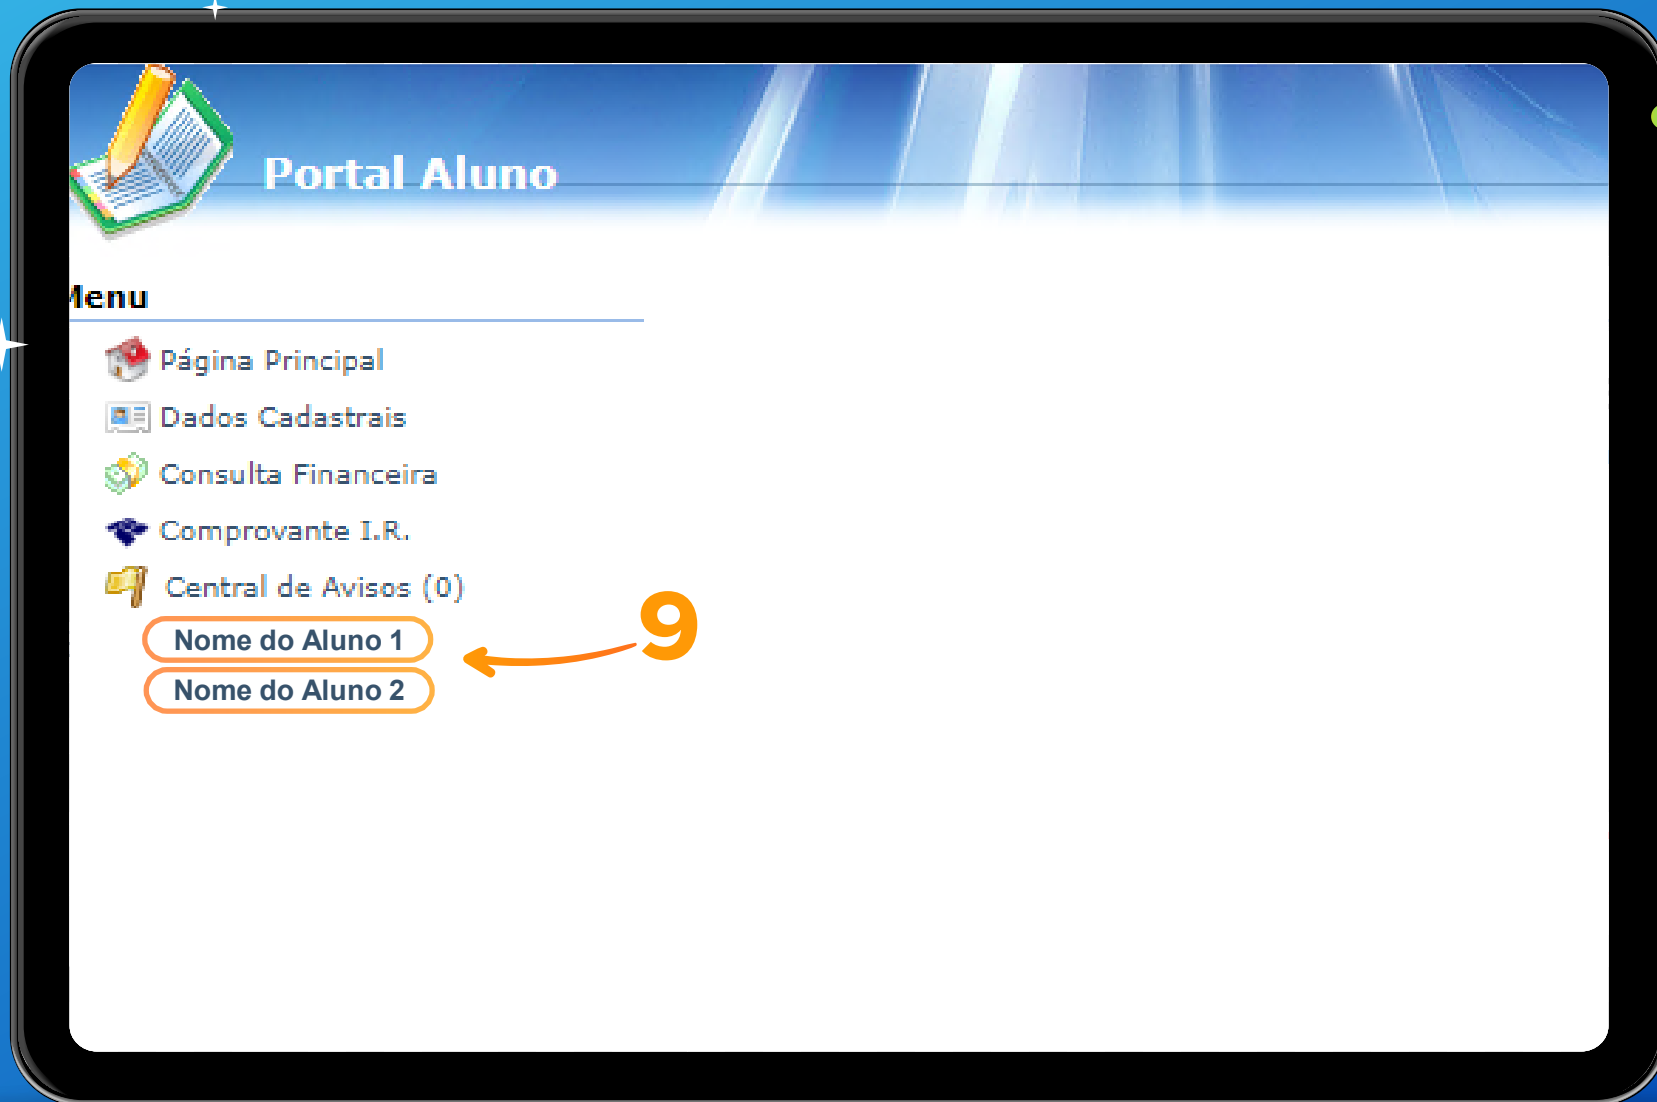 Portal Aluno
Menu
Página Principal
Dados Cadastrais
Consulta Financeira
Comprovante I.R.
Central de Avisos (0)
9
Nome do Aluno 1
Nome do Aluno 2